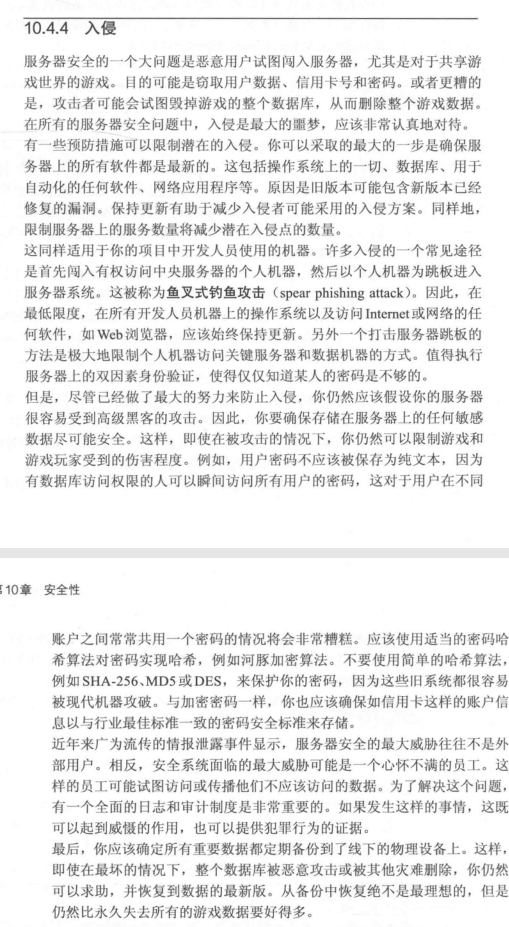 10.4.4 入侵
服务器安全的一个大问题是恶意用户试图闯入服务器，尤其是对于共享游
戏世界的游戏。目的可能是窃取用户数据、信用卡号和密码。或者更糟的
是，攻击者可能会试图毁掉游戏的整个数据库，从而删除整个游戏数据。
在所有的服务器安全问题中，入侵是最大的噩梦，应该非常认真地对待。
有一些预防措施可以限制潜在的入侵。你可以采取的最大的一步是确保服
务器上的所有软件都是最新的。这包括操作系统上的一切、数据库、用于
自动化的任何软件、网络应用程序等。原因是旧版本可能包含新版本已经
修复的漏洞。保持更新有助于减少入侵者可能采用的入侵方案。同样地，
限制服务器上的服务数量将减少潜在入侵点的数量。
这同样适用于你的项目中开发人员使用的机器。许多入侵的一个常见途径
是首先闯入有权访问中央服务器的个人机器，然后以个人机器为跳板进入
服务器系统。这被称为鱼叉式钓鱼攻击（spear phishing attack）。因此，在
最低限度，在所有开发人员机器上的操作系统以及访问Internet或网络的任
何软件，如Web浏览器，应该始终保持更新。另外一个打击服务器跳板的
方法是极大地限制个人机器访问关键服务器和数据机器的方式。值得执行
服务器上的双因素身份验证，使得仅仅知道某人的密码是不够的。
但是，尽管已经做了最大的努力来防止入侵，你仍然应该假设你的服务器
很容易受到高级黑客的攻击。因此，你要确保存储在服务器上的任何敏感
数据尽可能安全。这样，即使在被攻击的情况下，你仍然可以限制游戏和
游戏玩家受到的伤害程度。例如，用户密码不应该被保存为纯文本，因为
有数据库访问权限的人可以瞬间访问所有用户的密码，这对于用户在不同
第10章 安全性
账户之间常常共用一个密码的情况将会非常糟糕。应该使用适当的密码哈
希算法对密码实现哈希，例如河豚加密算法。不要使用简单的哈希算法，
例如SHA-256、MD5或DES，来保护你的密码，因为这些旧系统都很容易
被现代机器攻破。与加密密码一样，你也应该确保如信用卡这样的账户信
息以与行业最佳标准一致的密码安全标准来存储。
近年来广为流传的情报泄露事件显示，服务器安全的最大威胁往往不是外
部用户。相反，安全系统面临的最大威胁可能是一个心怀不满的员工。这
样的员工可能试图访问或传播他们不应该访问的数据。为了解决这个问题，
有一个全面的日志和审计制度是非常重要的。如果发生这样的事情，这既
可以起到威慑的作用，也可以提供犯罪行为的证据。
最后，你应该确定所有重要数据都定期备份到了线下的物理设备上。这样，
即使在最坏的情况下，整个数据库被恶意攻击或被其他灾难删除，你仍然
可以求助，并恢复到数据的最新版。从备份中恢复绝不是最理想的，但是
仍然比永久失去所有的游戏数据要好得多。